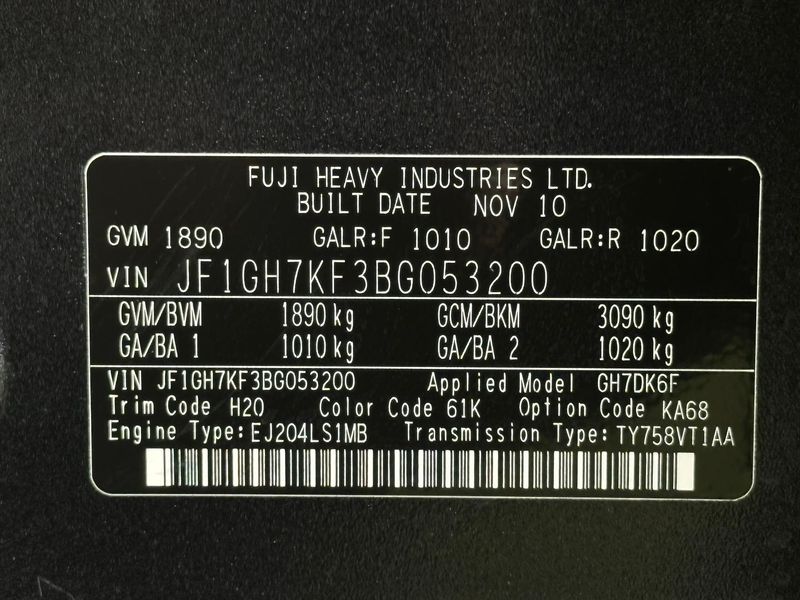 FUJI HEAVY INDUSTRIES LTD.
BUILT DATE NOV 10
GVM 1890 GALR:F 1010 GALR:R 1020
VIN JF1GH7KF3BG053200
GVM/BVM 1890 kg GCM/BKM 3090 kg
GA/BA 1 1010 kg GA/BA 2 1020 kg
VIN JF1GH7KF3BG053200 Applied Model GH7DK6F
Trim Code H20 Color Code 61K Option Code KA68
Engine Type: EJ204LS1MB Transmission Type: TY758VT1AA